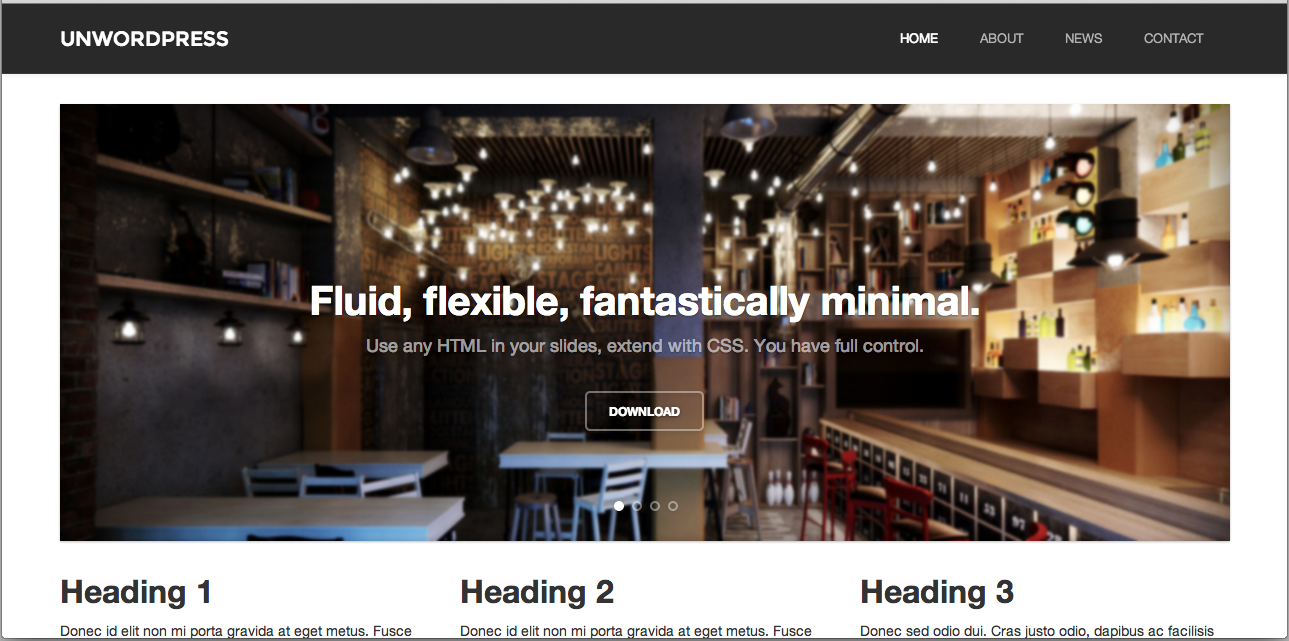 UNWORDPRESS
HOME ABOUT NEWS CONTACT
Fluid, flexible, fantastically minimal.
Use any HTML in your slides, extend with CSS. You have full control.
DOWNLOAD
Heading 1
Donec id elit non mi porta gravida at eget metus. Fusce
Heading 2
Donec id elit non mi porta gravida at eget metus. Fusce
Heading 3
Donec sed odio dui. Cras justo odio, dapibus ac facilisis